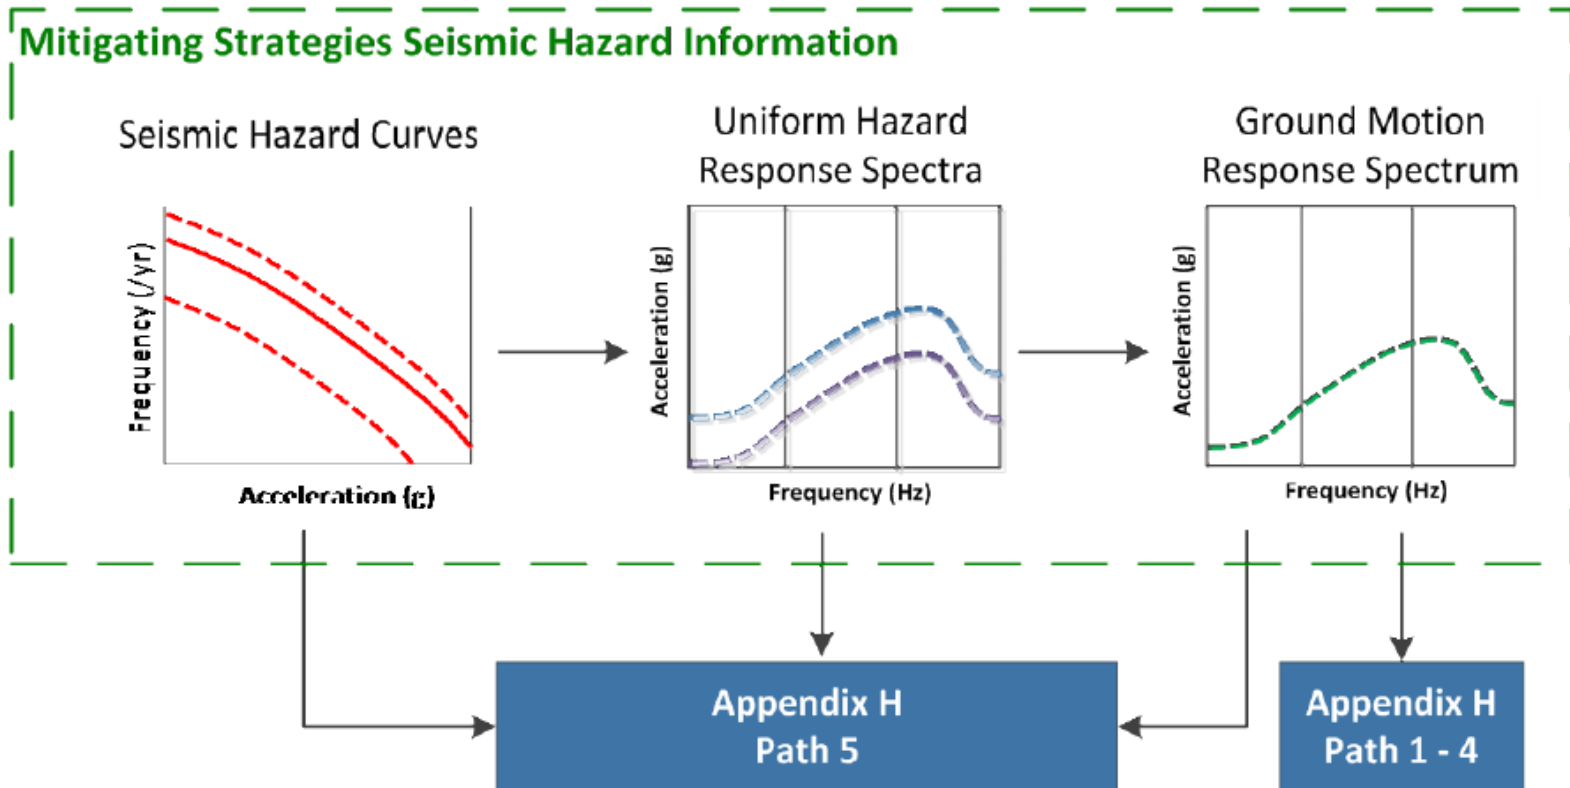 Mitigating Strategies Seismic Hazard Information
Seismic Hazard Curves
Frequency (/yr)
Acceleration (g)
Uniform Hazard
Response Spectra
Acceleration (g)
Frequency (Hz)
Ground Motion
Response Spectrum
Acceleration (g)
Frequency (Hz)
Appendix H
Path 5
Appendix H
Path 1 - 4